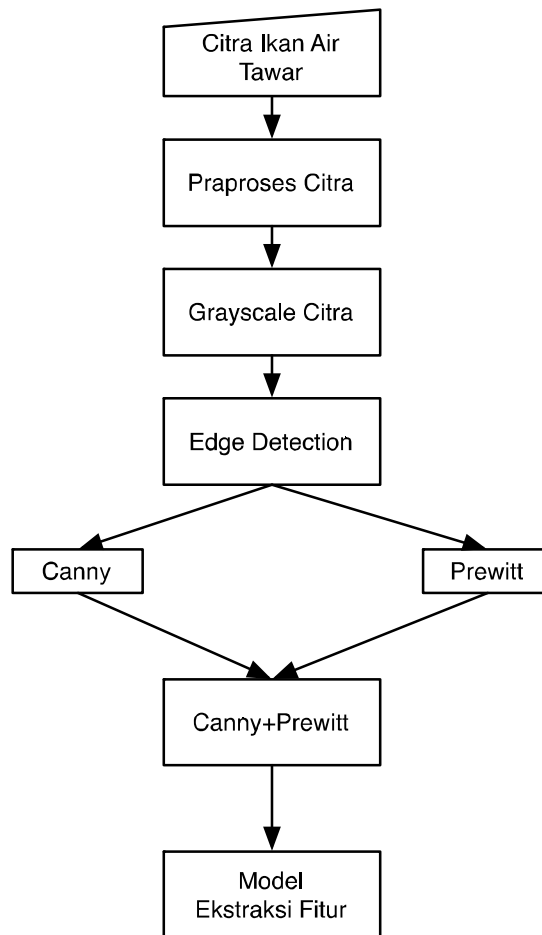 Citra Ikan Air
Tawar
Praproses Citra
Grayscale Citra
Edge Detection
Canny
Prewitt
Canny+Prewitt
Model
Ekstraksi Fitur